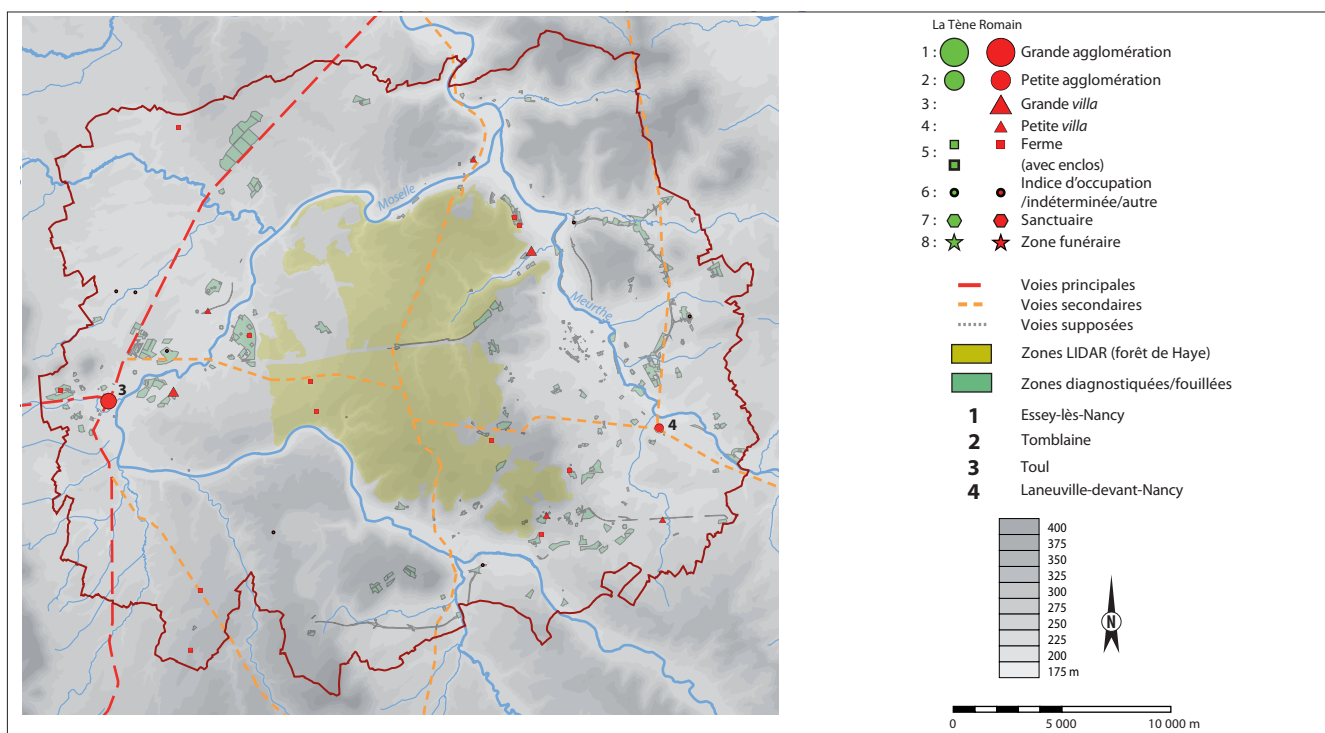 Moselle
Meurthe
3
4
La Tène Romain
1 : Grande agglomération
2 : Petite agglomération
3 : Grande villa
4 : Petite villa
5 : Ferme
(avec enclos)
6 : Indice d'occupation
/indéterminée/autre
7 : Sanctuaire
8 : Zone funéraire
Voies principales
Voies secondaires
Voies supposées
Zones LIDAR (forêt de Haye)
Zones diagnostiquées/fouillées
1 Essey-lès-Nancy
2 Tomblaine
3 Toul
4 Laneuville-devant-Nancy
400
375
350
325
300
275
250
225
200
175 m
N
0 5 000 10 000 m